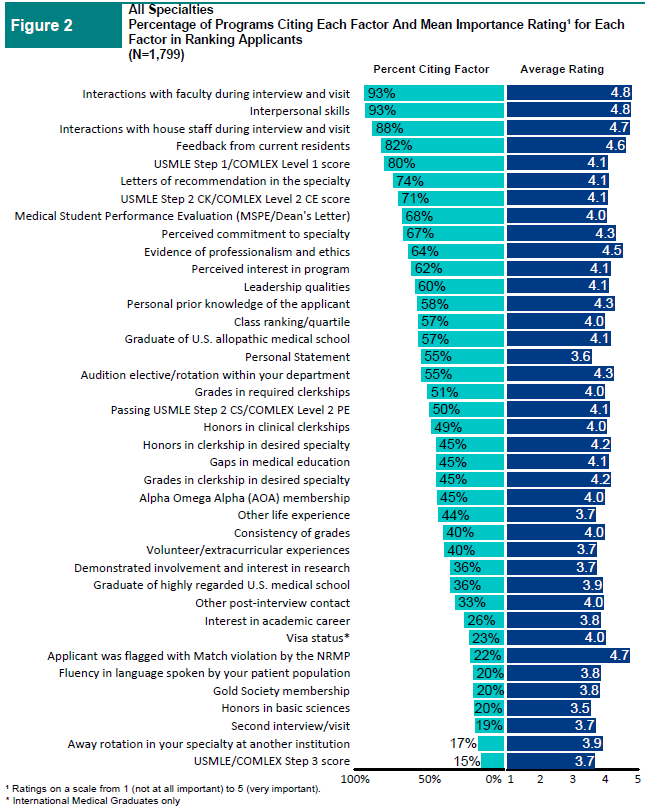 Figure 2
All Specialties
Percentage of Programs Citing Each Factor And Mean Importance Rating¹ for Each
Factor in Ranking Applicants
(N=1,799)
Percent Citing Factor Average Rating
Interactions with faculty during interview and visit 93% 4.8
Interpersonal skills 93% 4.8
Interactions with house staff during interview and visit 88% 4.7
Feedback from current residents 82% 4.6
USMLE Step 1/COMLEX Level 1 score 80% 4.1
Letters of recommendation in the specialty 74% 4.1
USMLE Step 2 CK/COMLEX Level 2 CE score 71% 4.1
Medical Student Performance Evaluation (MSPE/Dean's Letter) 68% 4.0
Perceived commitment to specialty 67% 4.3
Evidence of professionalism and ethics 64% 4.5
Perceived interest in program 62% 4.1
Leadership qualities 60% 4.1
Personal prior knowledge of the applicant 58% 4.3
Class ranking/quartile 57% 4.0
Graduate of U.S. allopathic medical school 57% 4.1
Personal Statement 55% 3.6
Audition elective/rotation within your department 55% 4.3
Grades in required clerkships 51% 4.0
Passing USMLE Step 2 CS/COMLEX Level 2 PE 50% 4.1
Honors in clinical clerkships 49% 4.0
Honors in clerkship in desired specialty 45% 4.2
Gaps in medical education 45% 4.1
Grades in clerkship in desired specialty 45% 4.2
Alpha Omega Alpha (AOA) membership 45% 4.0
Other life experience 44% 3.7
Consistency of grades 40% 4.0
Volunteer/extracurricular experiences 40% 3.7
Demonstrated involvement and interest in research 36% 3.7
Graduate of highly regarded U.S. medical school 36% 3.9
Other post-interview contact 33% 4.0
Interest in academic career 26% 3.8
Visa status* 23% 4.0
Applicant was flagged with Match violation by the NRMP 22% 4.7
Fluency in language spoken by your patient population 20% 3.8
Gold Society membership 20% 3.8
Honors in basic sciences 20% 3.5
Second interview/visit 19% 3.7
Away rotation in your specialty at another institution 17% 3.9
USMLE/COMLEX Step 3 score 15% 3.7
100% 50% 0% 1 2 3 4 5
¹ Ratings on a scale from 1 (not at all important) to 5 (very important).
* International Medical Graduates only